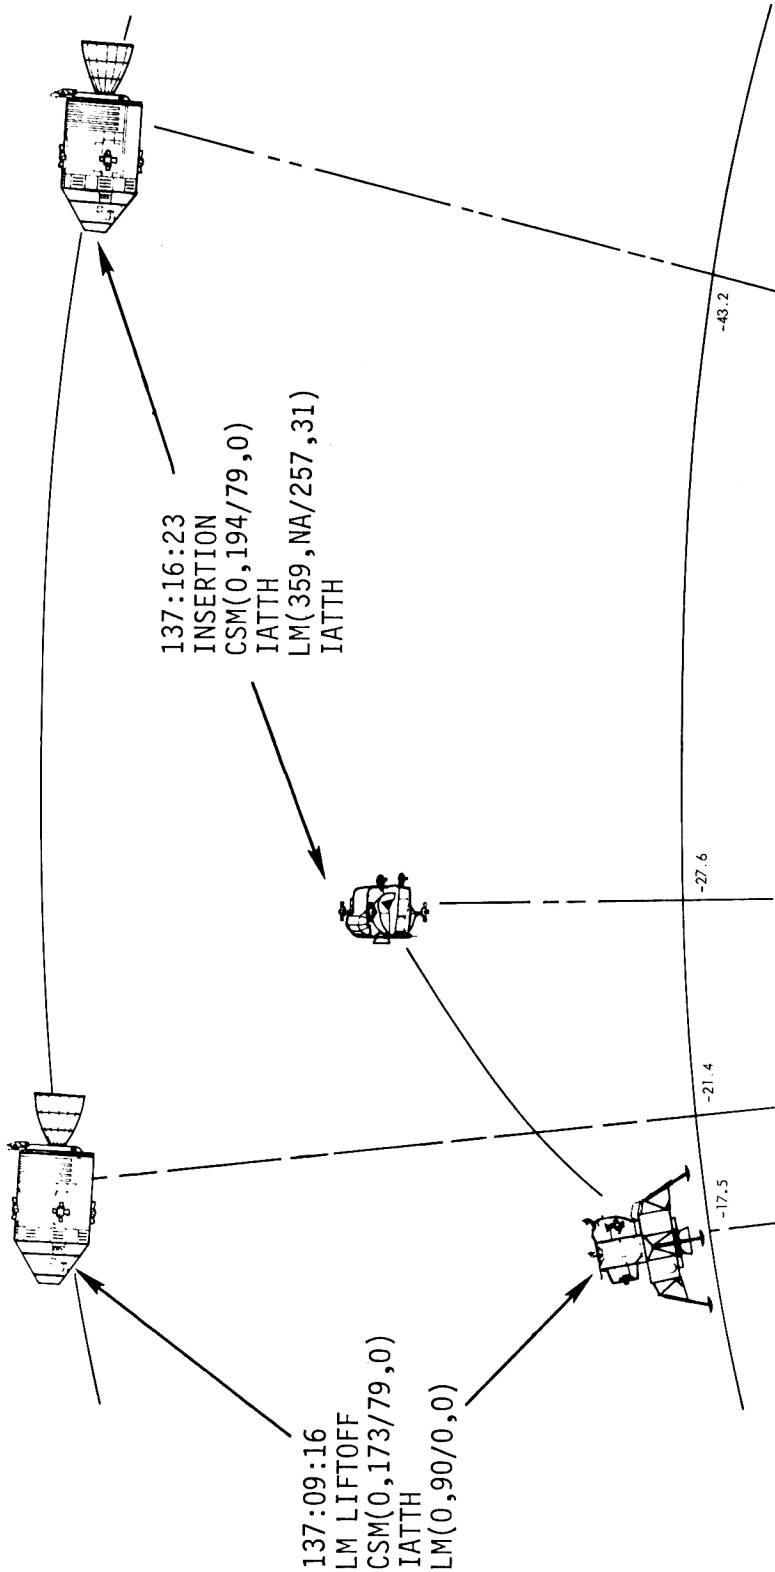 137:09:16
LM LIFTOFF
CSM(0,173/79,0)
IATTH
LM(0,90/0,0)
137:16:23
INSERTION
CSM(0,194/79,0)
IATTH
LM(359,NA/257,31)
IATTH
-17.5
-21.4
-27.6
-43.2